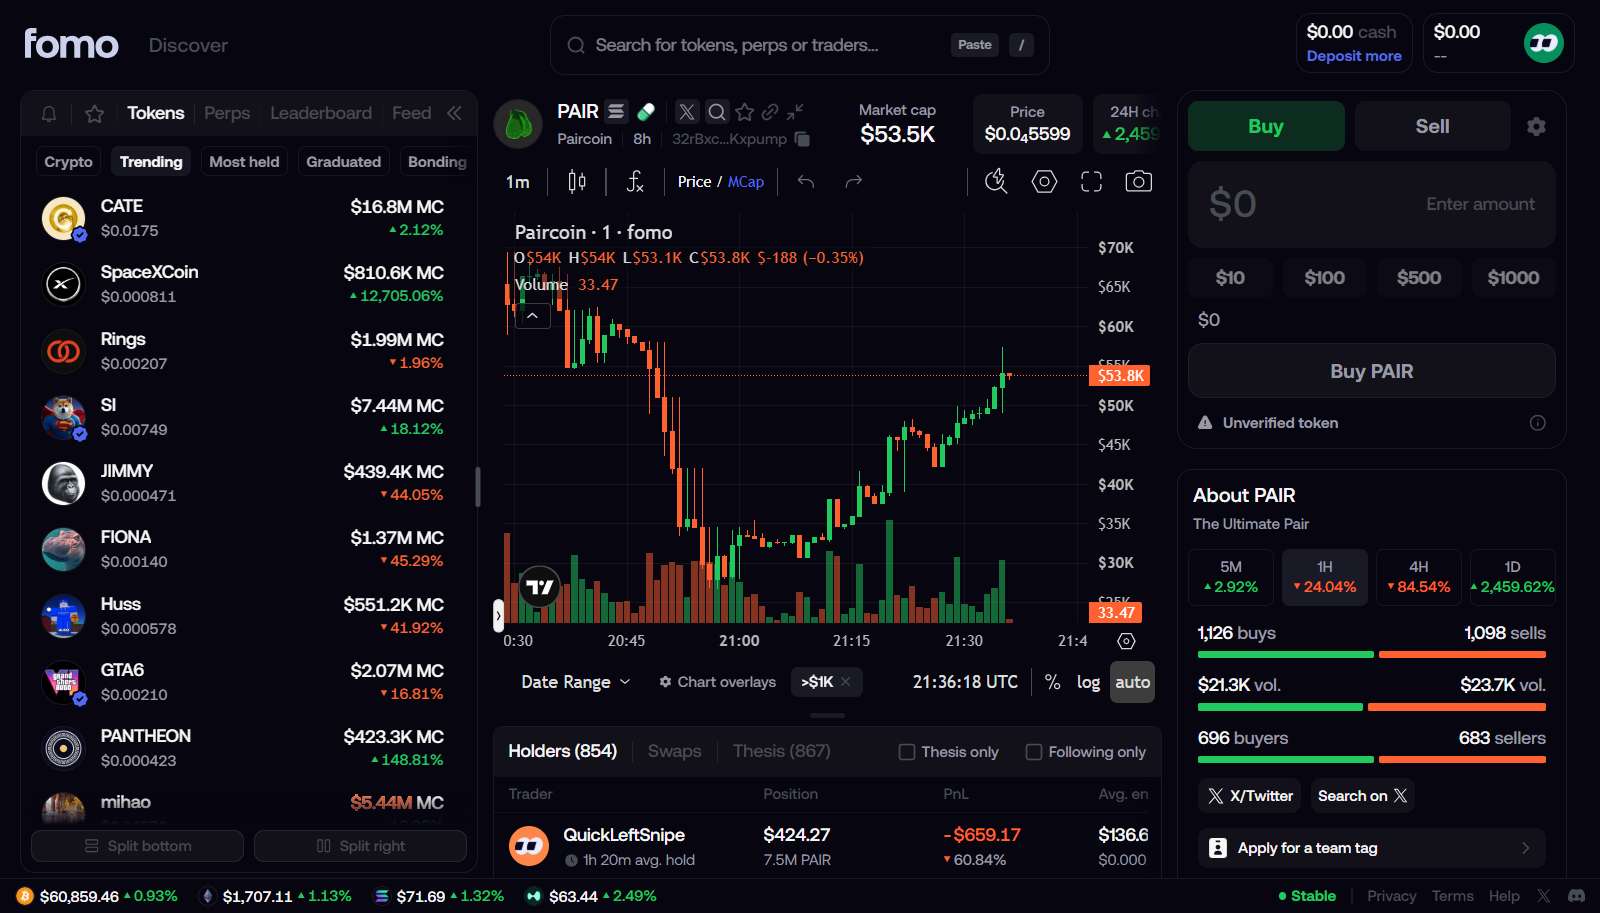 fomo
Discover
Search for tokens, perps or traders...
Paste
/
$0.00 cash
Deposit more
$0.00
--
Tokens
Perps
Leaderboard
Feed
Crypto
Trending
Most held
Graduated
Bonding
CATE
$0.0175
$16.8M MC
2.12%
SpaceXCoin
$0.000811
$810.6K MC
12,705.06%
Rings
$0.00207
$1.99M MC
1.96%
SI
$0.00749
$7.44M MC
18.12%
JIMMY
$0.000471
$439.4K MC
44.05%
FIONA
$0.00140
$1.37M MC
45.29%
Huss
$0.000578
$551.2K MC
41.92%
GTA6
$0.00210
$2.07M MC
16.81%
PANTHEON
$0.000423
$423.3K MC
148.81%
mihao
$5.44M MC
Split bottom
Split right
PAIR
Paircoin
8h
32rBxc...Kxpump
Market cap
$53.5K
Price
$0.0₄5599
24H ch
2,459
1m
Price / MCap
Paircoin · 1 · fomo
O$54K H$54K L$53.1K C$53.8K $-188 (−0.35%)
Volume 33.47
$70K
$65K
$60K
$55K
$53.8K
$50K
$45K
$40K
$35K
$30K
$25K
33.47
0:30
20:45
21:00
21:15
21:30
21:4
Date Range
Chart overlays
>$1K
21:36:18 UTC
%
log
auto
Holders (854)
Swaps
Thesis (867)
Thesis only
Following only
Trader
Position
PnL
Avg. en
QuickLeftSnipe
1h 20m avg. hold
$424.27
7.5M PAIR
-$659.17
60.84%
$136.6
$0.000
Buy
Sell
$0
Enter amount
$10
$100
$500
$1000
$0
Buy PAIR
Unverified token
About PAIR
The Ultimate Pair
5M
2.92%
1H
24.04%
4H
84.54%
1D
2,459.62%
1,126 buys
1,098 sells
$21.3K vol.
$23.7K vol.
696 buyers
683 sellers
X/Twitter
Search on X
Apply for a team tag
$60,859.46 0.93%
$1,707.11 1.13%
$71.69 1.32%
$63.44 2.49%
Stable
Privacy
Terms
Help